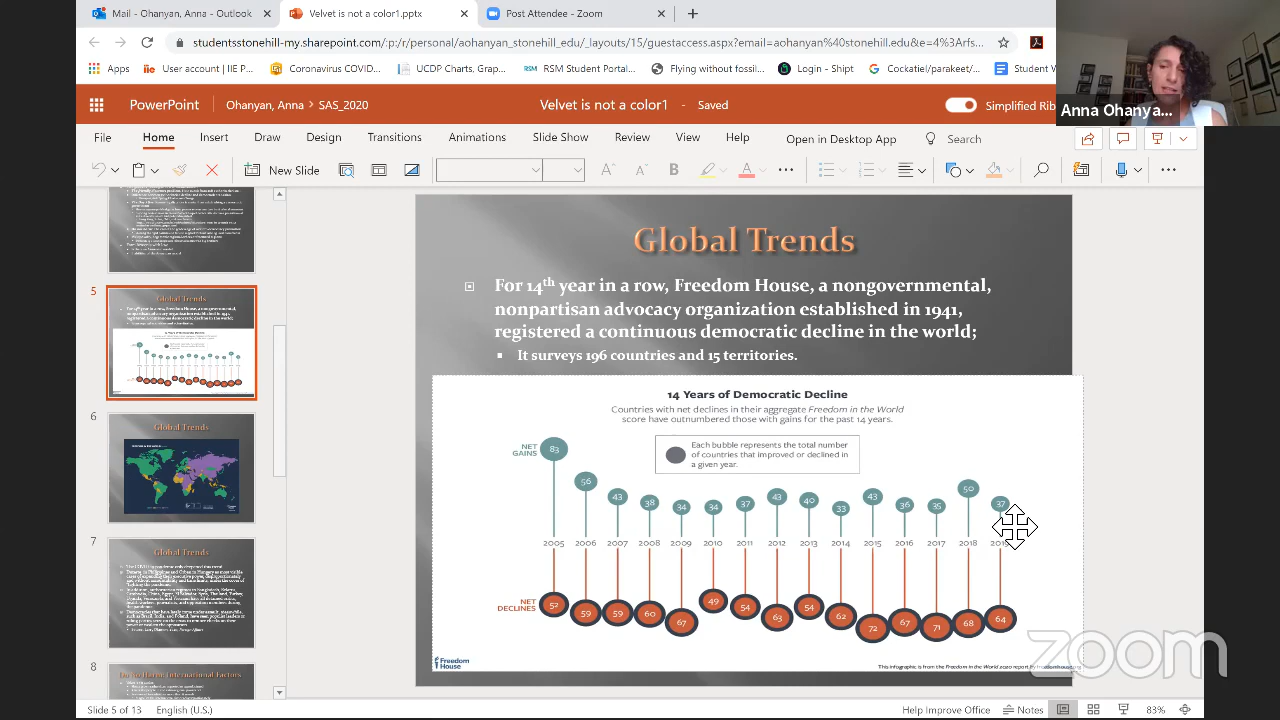 Mail - Ohanyan, Anna - Outlook
Velvet is not a color1.pptx
Post Attendee - Zoom
studentsstonehill-my.sharepoint.com/:p:/r/personal/aohanyan_stonehill_edu/_layouts/15/guestaccess.aspx?email=aohanyan%40stonehill.edu&e=4%3Arfs...
Apps
User account | IIE P...
Coronavirus COVID...
UCDP Charts, Grap...
RSM Student Portal...
Flying without fossil...
Login - Shipt
Cockatiel/parakeet/...
Student
Anna Ohanya...
PowerPoint
Ohanyan, Anna > SAS_2020
Velvet is not a color1 - Saved
Simplified Rib
File
Home
Insert
Draw
Design
Transitions
Animations
Slide Show
Review
View
Help
Open in Desktop App
Search
New Slide
5
6
7
8
Global Trends
Global Trends
Global Trends
Do No Harm: International Factors
Global Trends
For 14th year in a row, Freedom House, a nongovernmental,
nonpartisan advocacy organization established in 1941,
registered a continuous democratic decline in the world;
It surveys 196 countries and 15 territories.
14 Years of Democratic Decline
Countries with net declines in their aggregate Freedom in the World
score have outnumbered those with gains for the past 14 years.
Each bubble represents the total number
of countries that improved or declined in
a given year.
NET
GAINS
83 56 43 38 34 34 37 43 40 33 43 36 35 50 37
2005 2006 2007 2008 2009 2010 2011 2012 2013 2014 2015 2016 2017 2018 2019
NET
DECLINES
52 59 59 60 67 49 54 63 54 62 72 67 71 68 64
Freedom
House
This infographic is from the Freedom in the World 2020 report by
zoom
Slide 5 of 13
English (U.S.)
Help Improve Office
Notes
83%